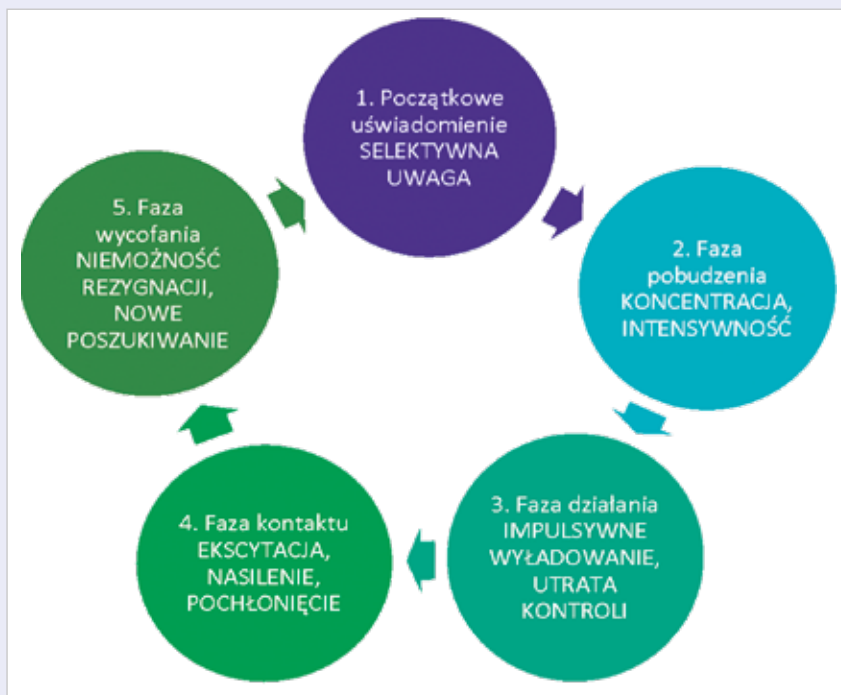 1. Początkowe
uświadomienie
SELEKTYWNA
UWAGA
2. Faza
pobudzenia
KONCENTRACJA,
INTENSYWNOŚĆ
3. Faza działania
IMPULSYWNE
WYŁADOWANIE,
UTRATA
KONTROLI
4. Faza kontaktu
EKSCYTACJA,
NASILENIE,
POCHŁONIĘCIE
5. Faza
wycofania
NIEMOŻNOŚĆ
REZYGNACJI,
NOWE
POSZUKIWANIE